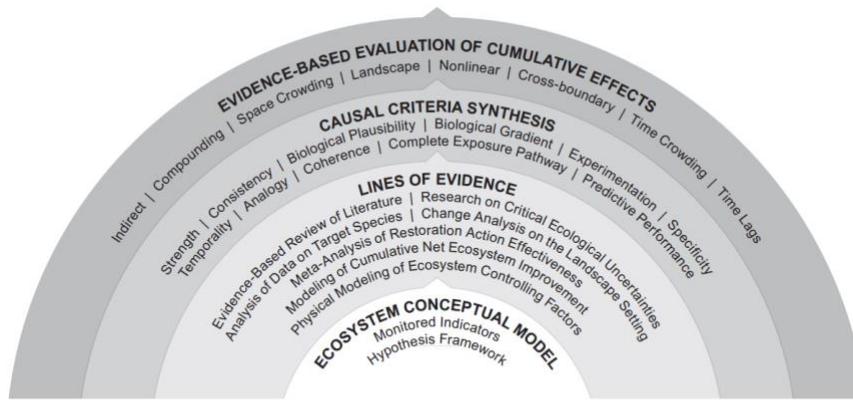 EVIDENCE-BASED EVALUATION OF CUMULATIVE EFFECTS
Indirect | Compounding | Space Crowding | Landscape | Nonlinear | Cross-boundary | Time Crowding | Time Lags
CAUSAL CRITERIA SYNTHESIS
Strength | Consistency | Biological Plausibility | Biological Gradient | Experimentation | Specificity
Temporality | Analogy | Coherence | Complete Exposure Pathway | Predictive Performance
LINES OF EVIDENCE
Evidence-Based Review of Literature | Research on Critical Ecological Uncertainties
Analysis of Data on Target Species | Change Analysis on the Landscape Setting
Meta-Analysis of Restoration Action Effectiveness
Modeling of Cumulative Net Ecosystem Improvement
Physical Modeling of Ecosystem Controlling Factors
ECOSYSTEM CONCEPTUAL MODEL
Monitored Indicators
Hypothesis Framework